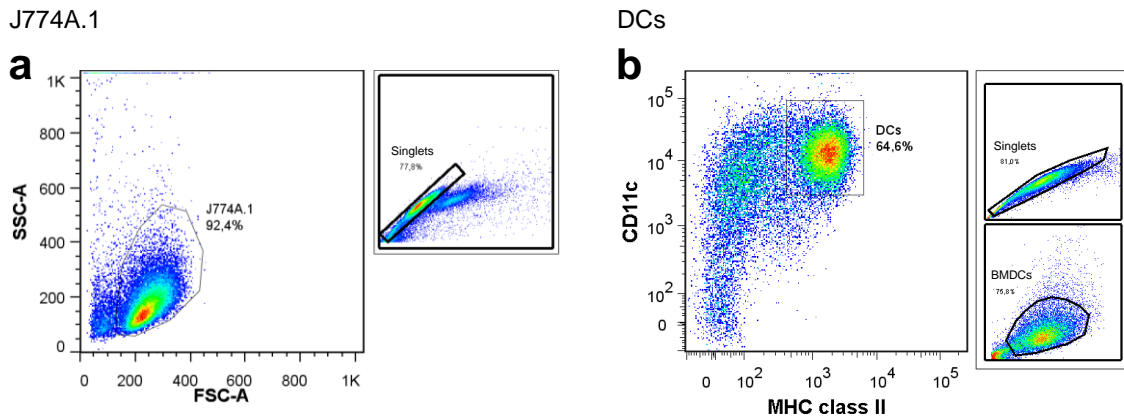 J774A.1
DCs
a
b
1K
800
600
400
200
0
SSC-A
J774A.1
92,4%
0 200 400 600 800 1K
FSC-A
Singlets
77,8%
10^5
10^4
10^3
10^2
0
CD11c
DCs
64,6%
0 10^2 10^3 10^4 10^5
MHC class II
Singlets
81,0%
BMDCs
75,8%